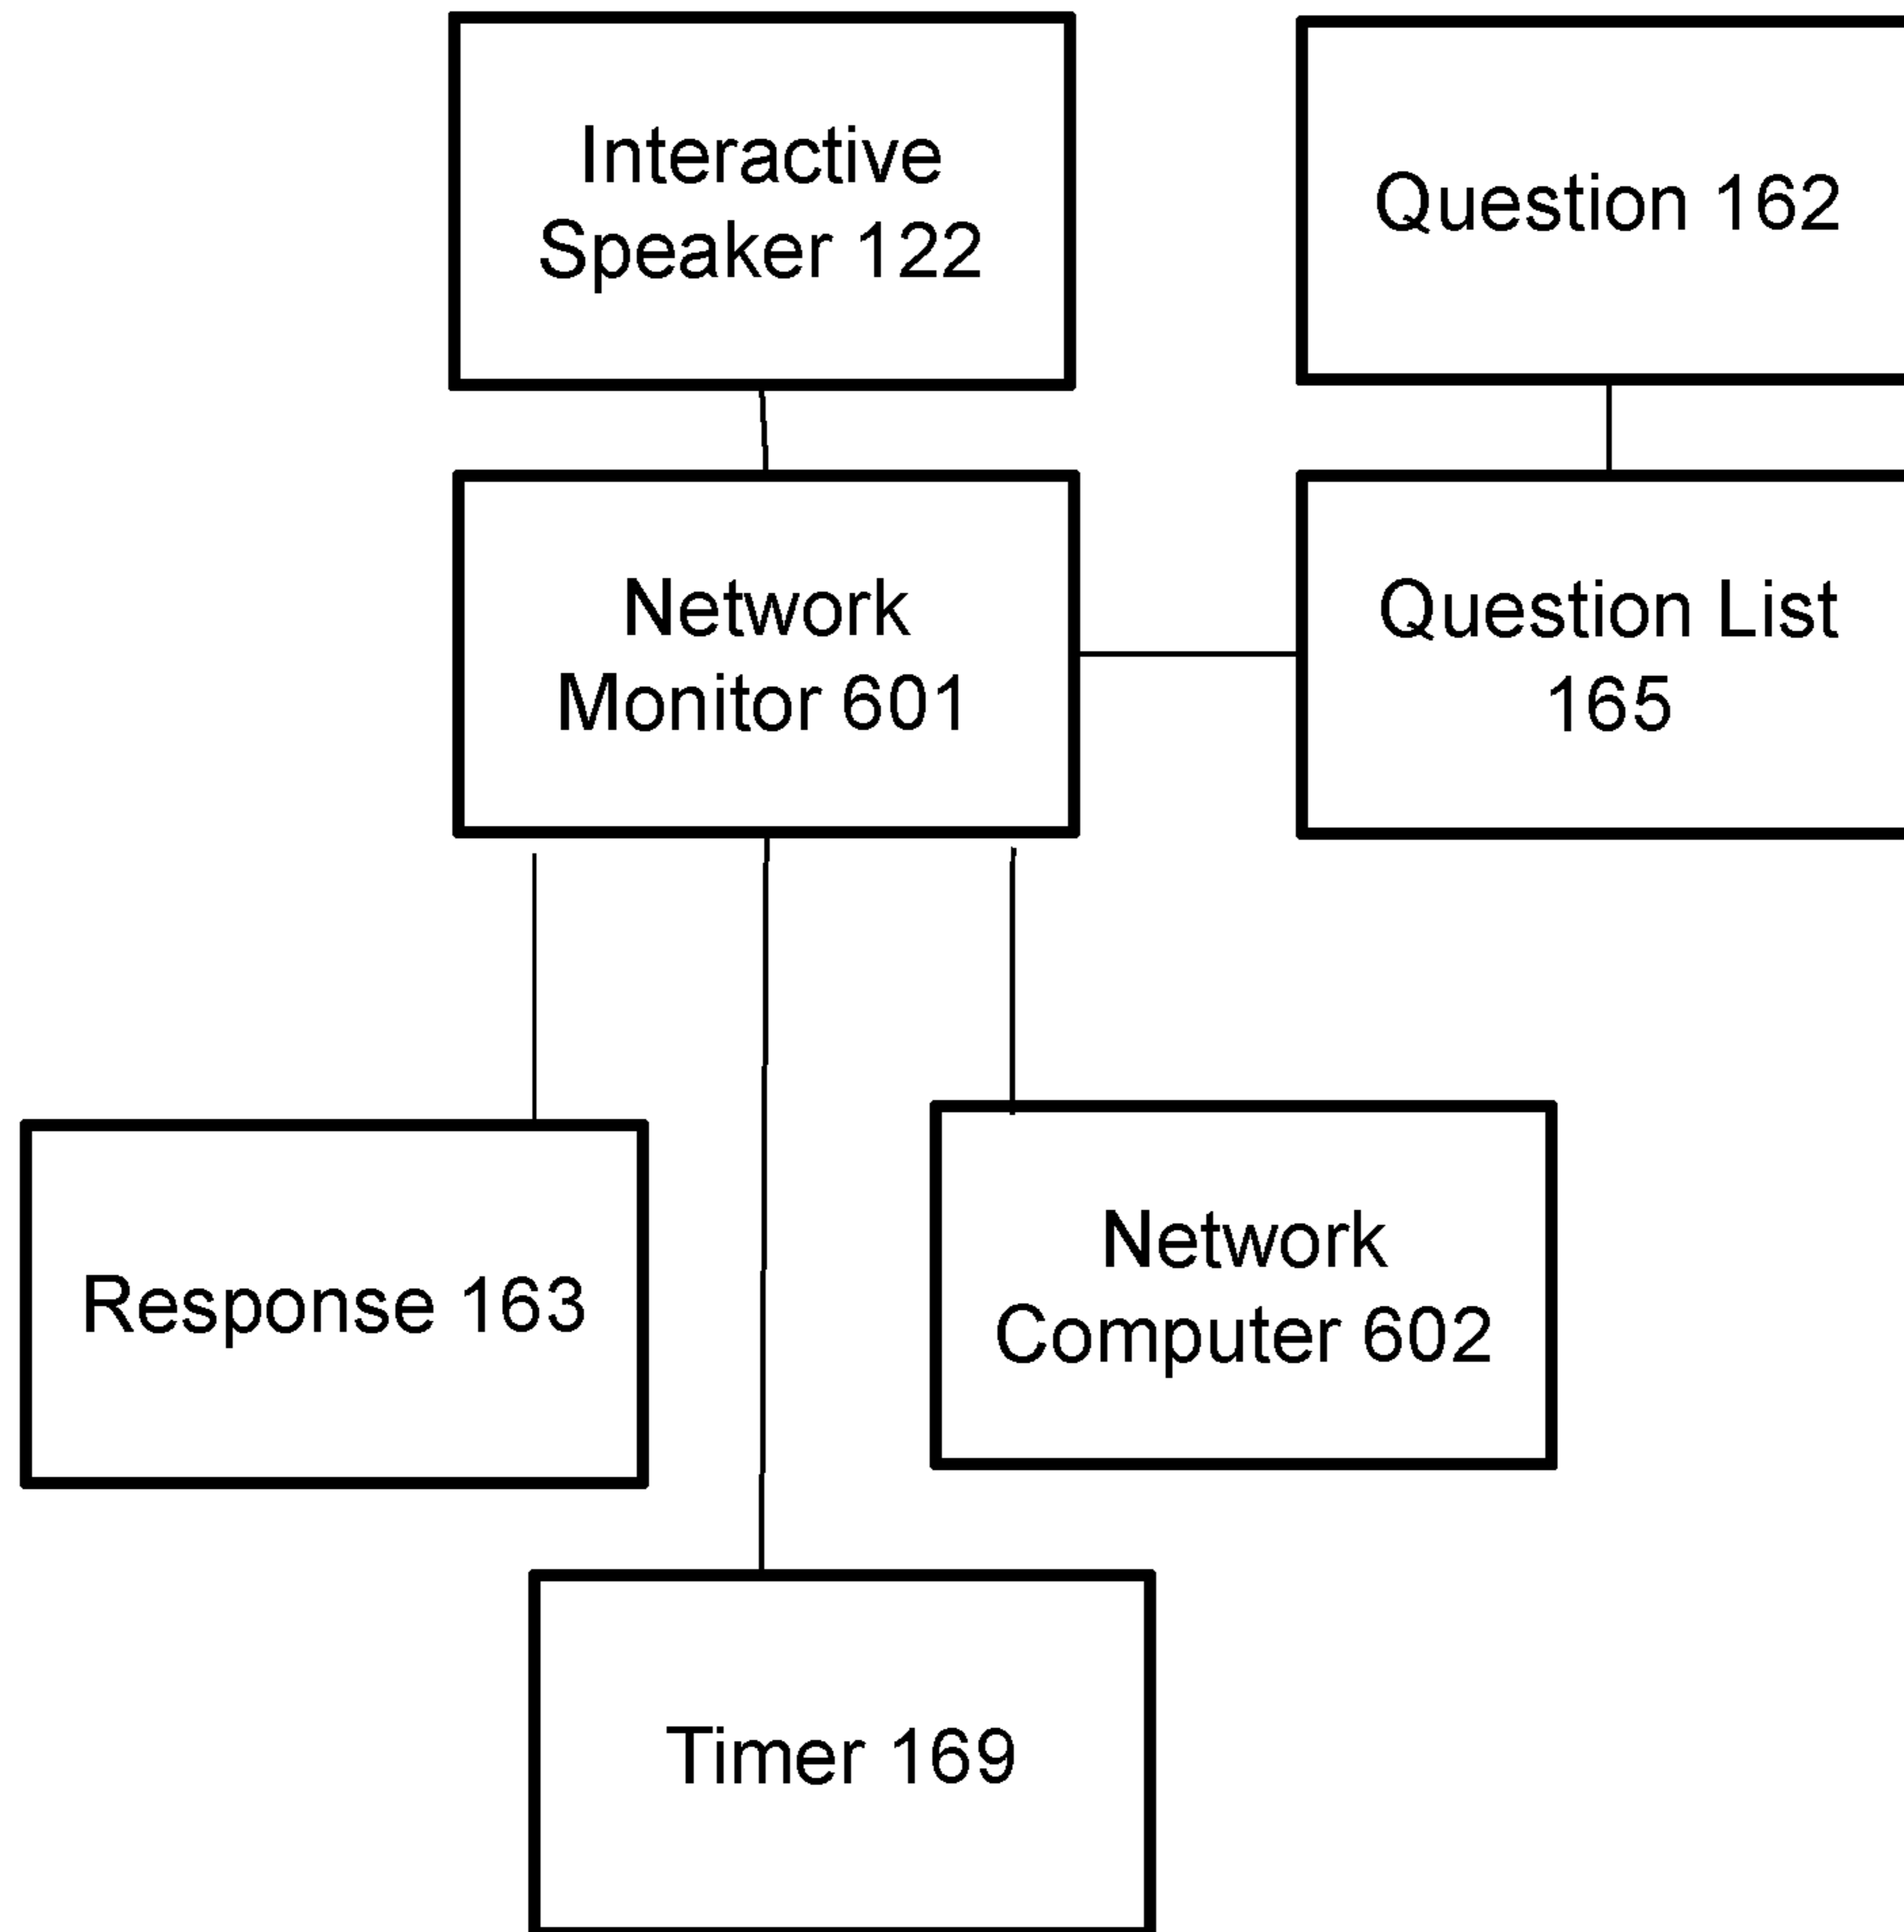 Interactive
Speaker 122
Question 162
Network
Monitor 601
Question List
165
Response 163
Network
Computer 602
Timer 169